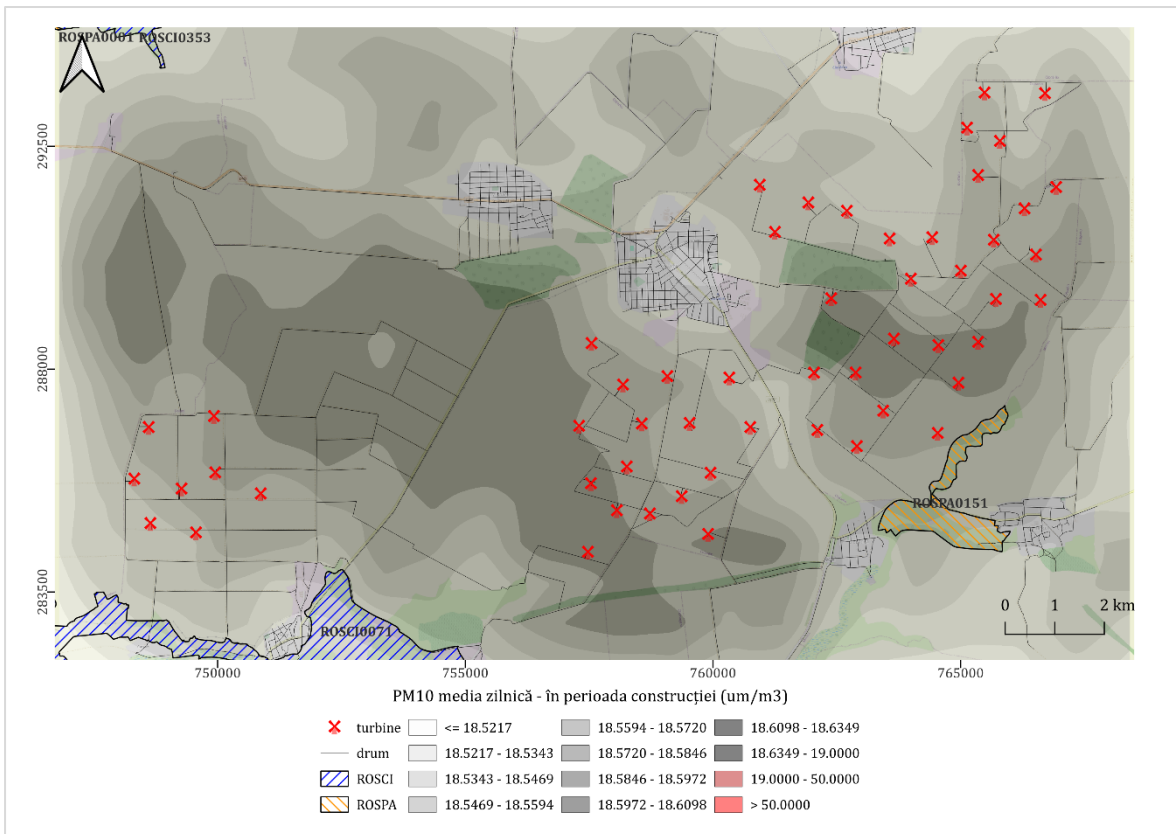 ROSPA0001 ROSCI0353
292500
288000
283500
ROSPA0151
ROSCI0071
0 1 2 km
750000 755000 760000 765000
PM10 media zilnică - în perioada construcției (um/m3)
turbine <= 18.5217 18.5594 - 18.5720 18.6098 - 18.6349
drum 18.5217 - 18.5343 18.5720 - 18.5846 18.6349 - 19.0000
ROSCI 18.5343 - 18.5469 18.5846 - 18.5972 19.0000 - 50.0000
ROSPA 18.5469 - 18.5594 18.5972 - 18.6098 > 50.0000